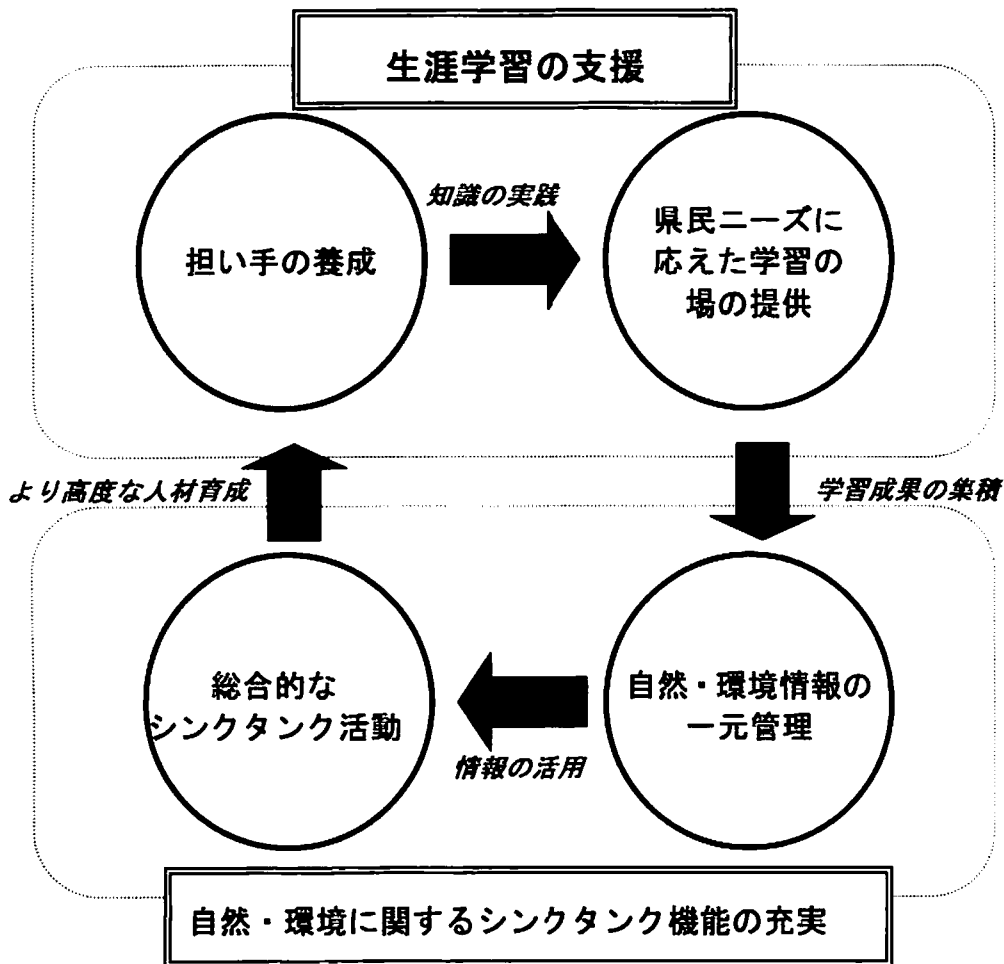 生涯学習の支援
知識の実践
担い手の養成
県民ニーズに
応えた学習の
場の提供
より高度な人材育成
学習成果の集積
総合的な
シンクタンク活動
自然・環境情報の
一元管理
情報の活用
自然・環境に関するシンクタンク機能の充実